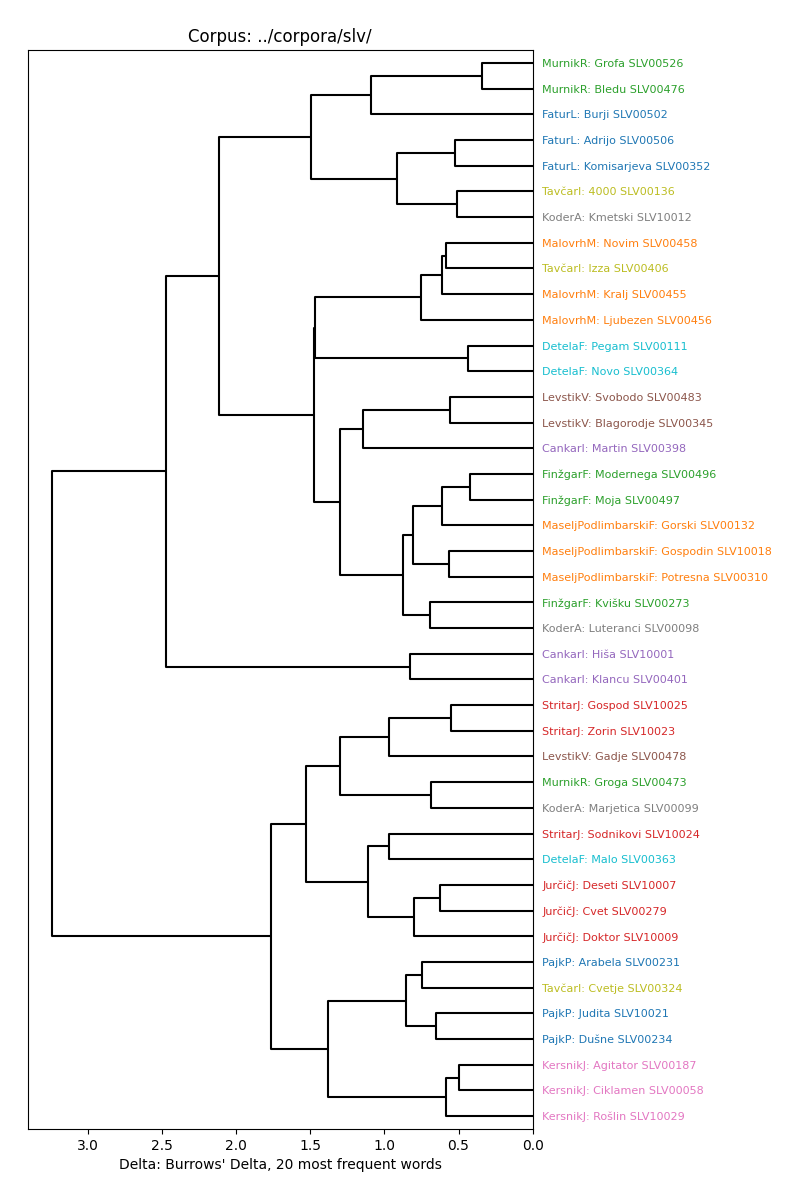 Corpus: ../corpora/slv/
MurnikR: Grofa SLV00526
MurnikR: Bledu SLV00476
FaturL: Burji SLV00502
FaturL: Adrijo SLV00506
FaturL: Komisarjeva SLV00352
TavčarI: 4000 SLV00136
KoderA: Kmetski SLV10012
MalovrhM: Novim SLV00458
TavčarI: Izza SLV00406
MalovrhM: Kralj SLV00455
MalovrhM: Ljubezen SLV00456
DetelaF: Pegam SLV00111
DetelaF: Novo SLV00364
LevstikV: Svobodo SLV00483
LevstikV: Blagorodje SLV00345
CankarI: Martin SLV00398
FinžgarF: Modernega SLV00496
FinžgarF: Moja SLV00497
MaseljPodlimbarskiF: Gorski SLV00132
MaseljPodlimbarskiF: Gospodin SLV10018
MaseljPodlimbarskiF: Potresna SLV00310
FinžgarF: Kvišku SLV00273
KoderA: Luteranci SLV00098
CankarI: Hiša SLV10001
CankarI: Klancu SLV00401
StritarJ: Gospod SLV10025
StritarJ: Zorin SLV10023
LevstikV: Gadje SLV00478
MurnikR: Groga SLV00473
KoderA: Marjetica SLV00099
StritarJ: Sodnikovi SLV10024
DetelaF: Malo SLV00363
JurčičJ: Deseti SLV10007
JurčičJ: Cvet SLV00279
JurčičJ: Doktor SLV10009
PajkP: Arabela SLV00231
TavčarI: Cvetje SLV00324
PajkP: Judita SLV10021
PajkP: Dušne SLV00234
KersnikJ: Agitator SLV00187
KersnikJ: Ciklamen SLV00058
KersnikJ: Rošlin SLV10029
3.0 2.5 2.0 1.5 1.0 0.5 0.0
Delta: Burrows' Delta, 20 most frequent words